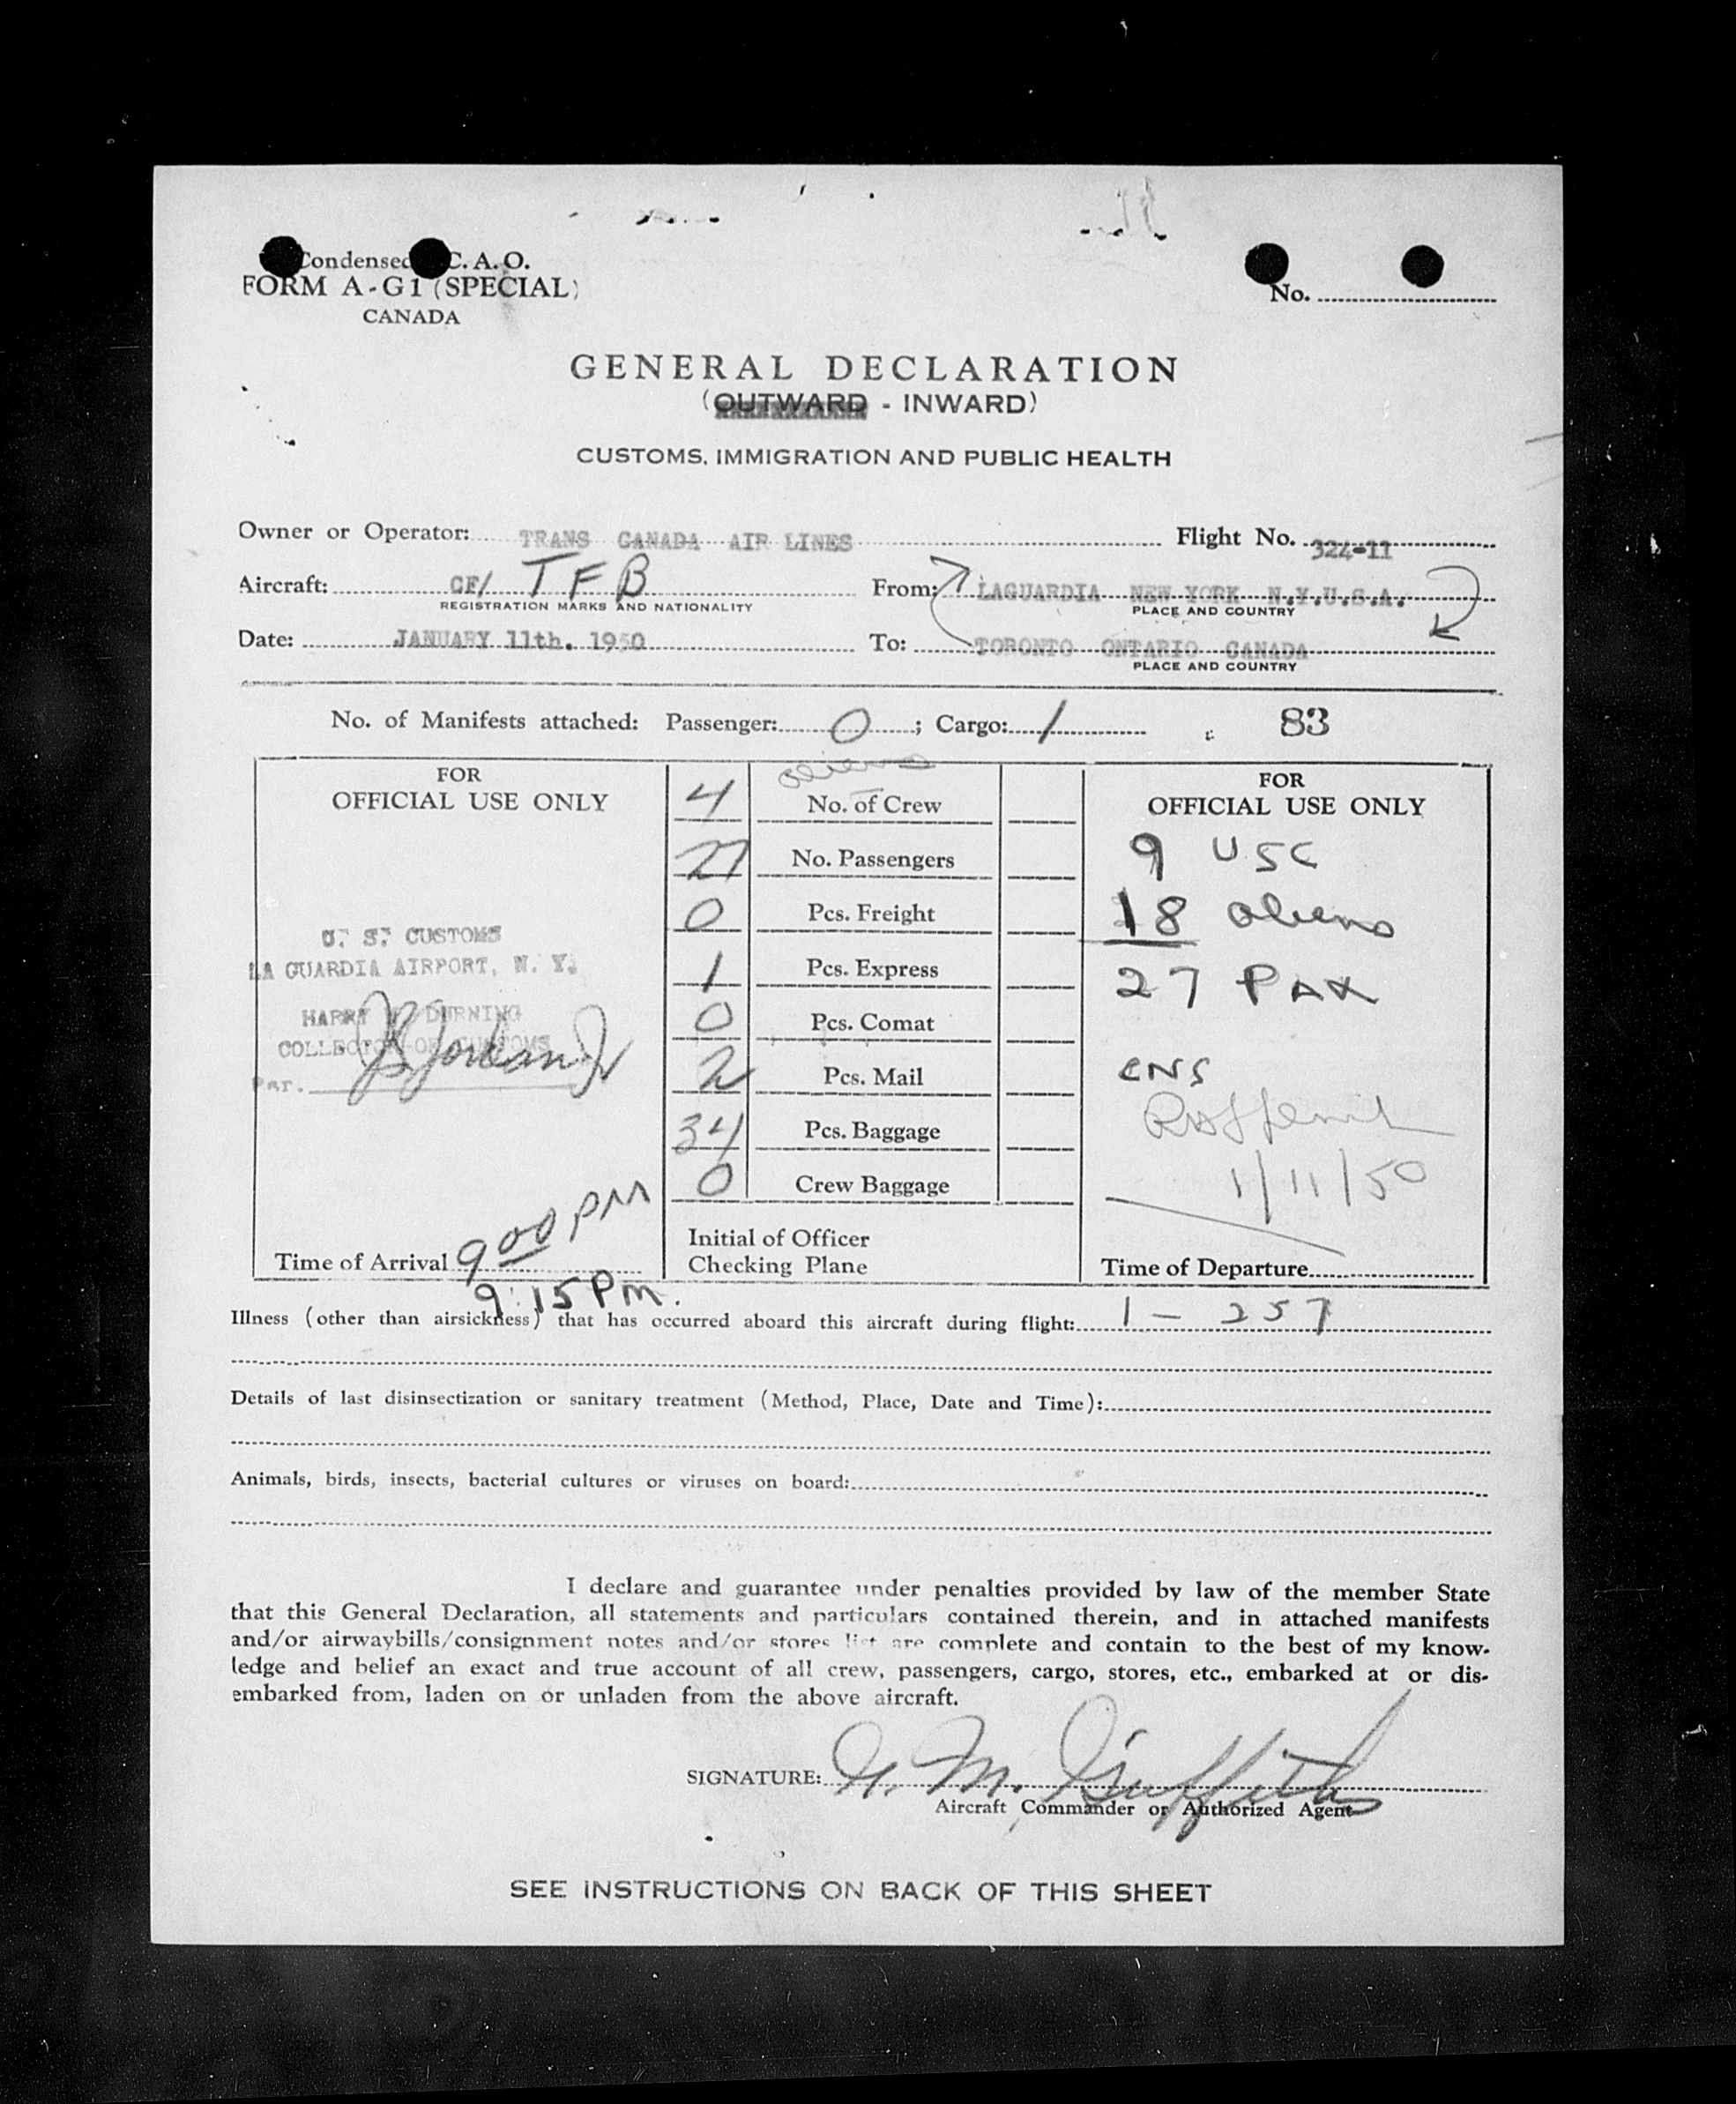 Condensed C. A. O.
FORM A-G1 (SPECIAL)
CANADA
No.
GENERAL DECLARATION
(OUTWARD - INWARD)
CUSTOMS, IMMIGRATION AND PUBLIC HEALTH
Owner or Operator: TRANS CANADA AIR LINES Flight No. 324-11
Aircraft: CF/ T F B From: LAGUARDIA NEW YORK N.Y.U.S.A.
REGISTRATION MARKS AND NATIONALITY PLACE AND COUNTRY
Date: JANUARY 11th. 1950 To: TORONTO ONTARIO CANADA
PLACE AND COUNTRY
No. of Manifests attached: Passenger: 0 ; Cargo: 1 83
aliens
FOR
OFFICIAL USE ONLY
U. S. CUSTOMS
LA GUARDIA AIRPORT, N. Y.
HARRY M DURNING
COLLECTOR OF CUSTOMS
Per. Jordan Jr
Time of Arrival 9 00 PM
9:15 PM.
4 No. of Crew
27 No. Passengers
0 Pcs. Freight
1 Pcs. Express
0 Pcs. Comat
2 Pcs. Mail
34 Pcs. Baggage
0 Crew Baggage
Initial of Officer
Checking Plane
FOR
OFFICIAL USE ONLY
9 USC
18 aliens
27 PAX
CNS
1/11/50
Time of Departure
Illness (other than airsickness) that has occurred aboard this aircraft during flight: 1 - 257
Details of last disinsectization or sanitary treatment (Method, Place, Date and Time):
Animals, birds, insects, bacterial cultures or viruses on board:
I declare and guarantee under penalties provided by law of the member State
that this General Declaration, all statements and particulars contained therein, and in attached manifests
and/or airwaybills/consignment notes and/or stores list are complete and contain to the best of my know-
ledge and belief an exact and true account of all crew, passengers, cargo, stores, etc., embarked at or dis-
embarked from, laden on or unladen from the above aircraft.
SIGNATURE: M. Griffiths
Aircraft Commander or Authorized Agent
SEE INSTRUCTIONS ON BACK OF THIS SHEET